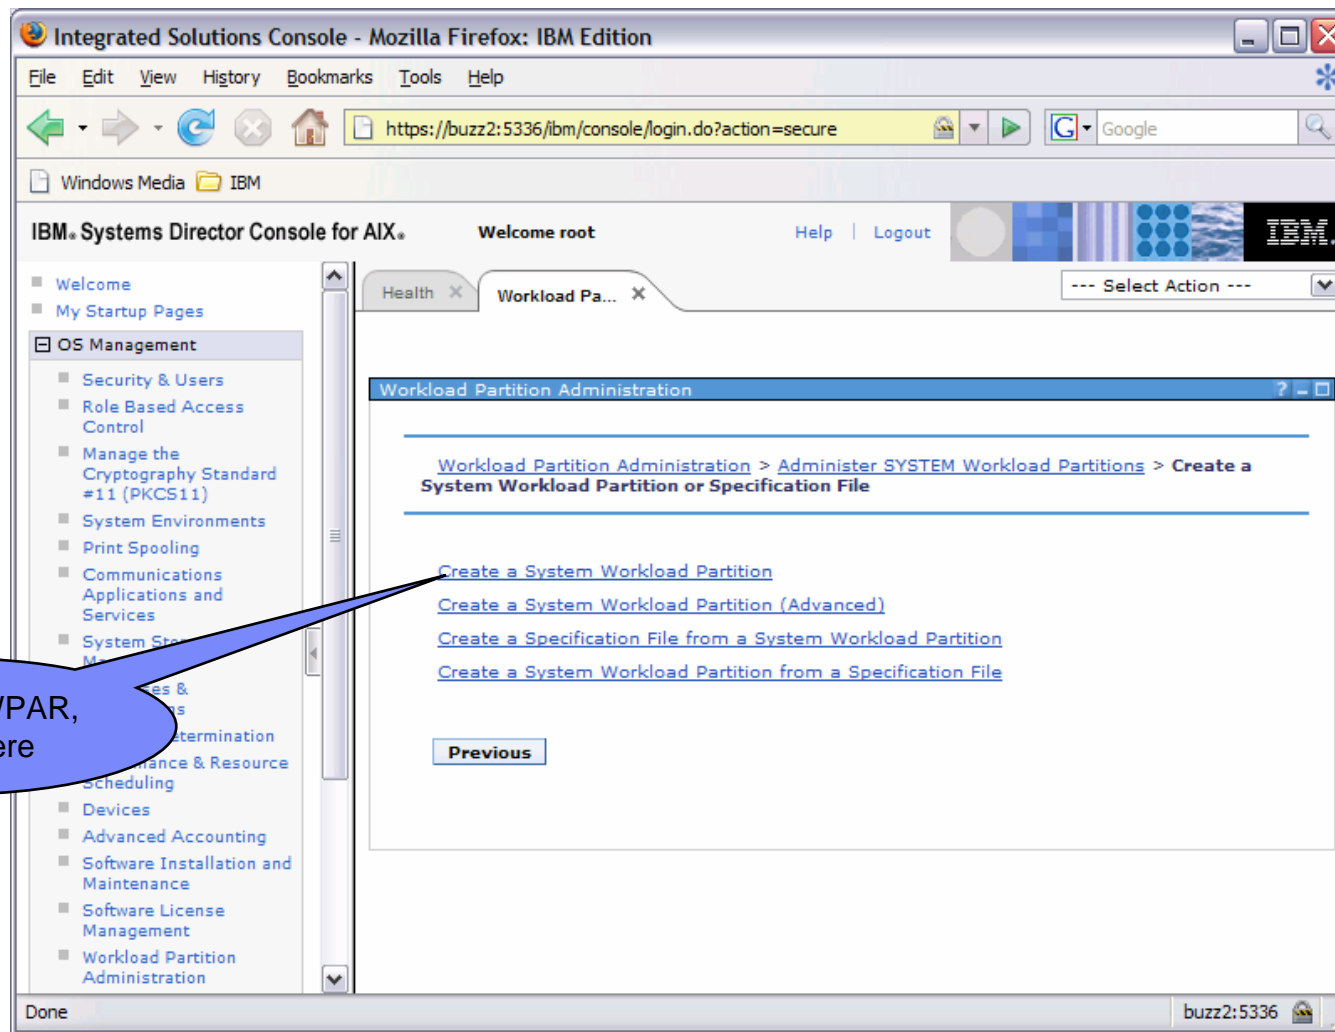 Integrated Solutions Console - Mozilla Firefox: IBM Edition
File Edit View History Bookmarks Tools Help
https://buzz2:5336/ibm/console/login.do?action=secure
G Google
Windows Media IBM
IBM® Systems Director Console for AIX® Welcome root Help | Logout IBM.
Welcome
My Startup Pages
OS Management
Security & Users
Role Based Access
Control
Manage the
Cryptography Standard
#11 (PKCS11)
System Environments
Print Spooling
Communications
Applications and
Services
System
&
Resource
Scheduling
Devices
Advanced Accounting
Software Installation and
Maintenance
Software License
Management
Workload Partition
Administration
WPAR,
Health Workload Pa... --- Select Action ---
Workload Partition Administration ?
Workload Partition Administration > Administer SYSTEM Workload Partitions > Create a
System Workload Partition or Specification File
Create a System Workload Partition
Create a System Workload Partition (Advanced)
Create a Specification File from a System Workload Partition
Create a System Workload Partition from a Specification File
Previous
Done buzz2:5336